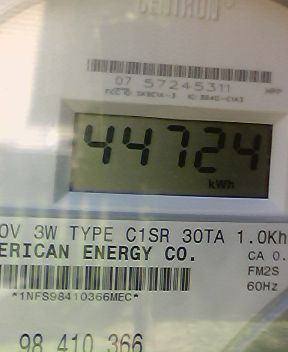 CENTRON
07 57245311
44724
kWh
0V 3W TYPE C1SR 30TA 1.0Kh
ERICAN ENERGY CO.
CA 0.
FM2S
60Hz
*1NFS98410366MEC*
98 410 366